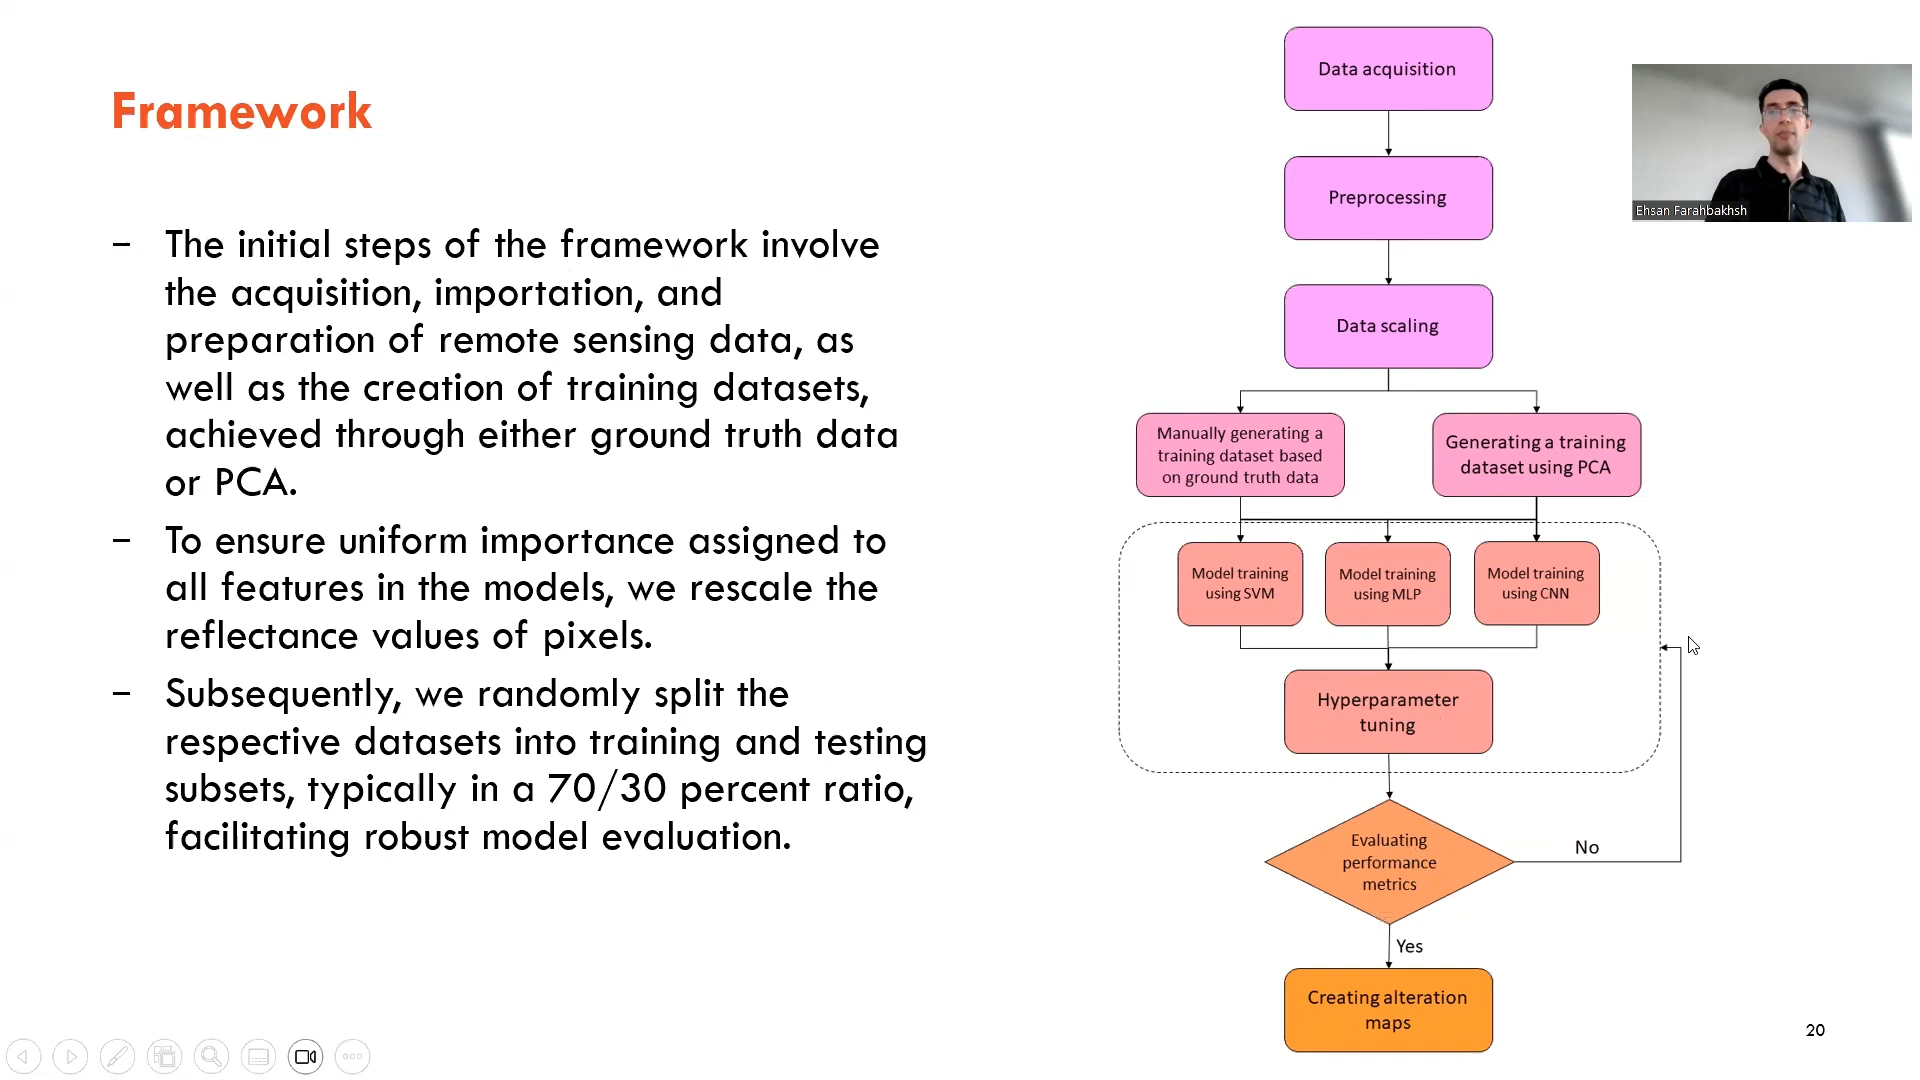 Framework
– The initial steps of the framework involve
the acquisition, importation, and
preparation of remote sensing data, as
well as the creation of training datasets,
achieved through either ground truth data
or PCA.
– To ensure uniform importance assigned to
all features in the models, we rescale the
reflectance values of pixels.
– Subsequently, we randomly split the
respective datasets into training and testing
subsets, typically in a 70/30 percent ratio,
facilitating robust model evaluation.
Data acquisition
Preprocessing
Data scaling
Manually generating a
training dataset based
on ground truth data
Generating a training
dataset using PCA
Model training
using SVM
Model training
using MLP
Model training
using CNN
Hyperparameter
tuning
Evaluating
performance
metrics
No
Yes
Creating alteration
maps
Ehsan Farahbakhsh
20